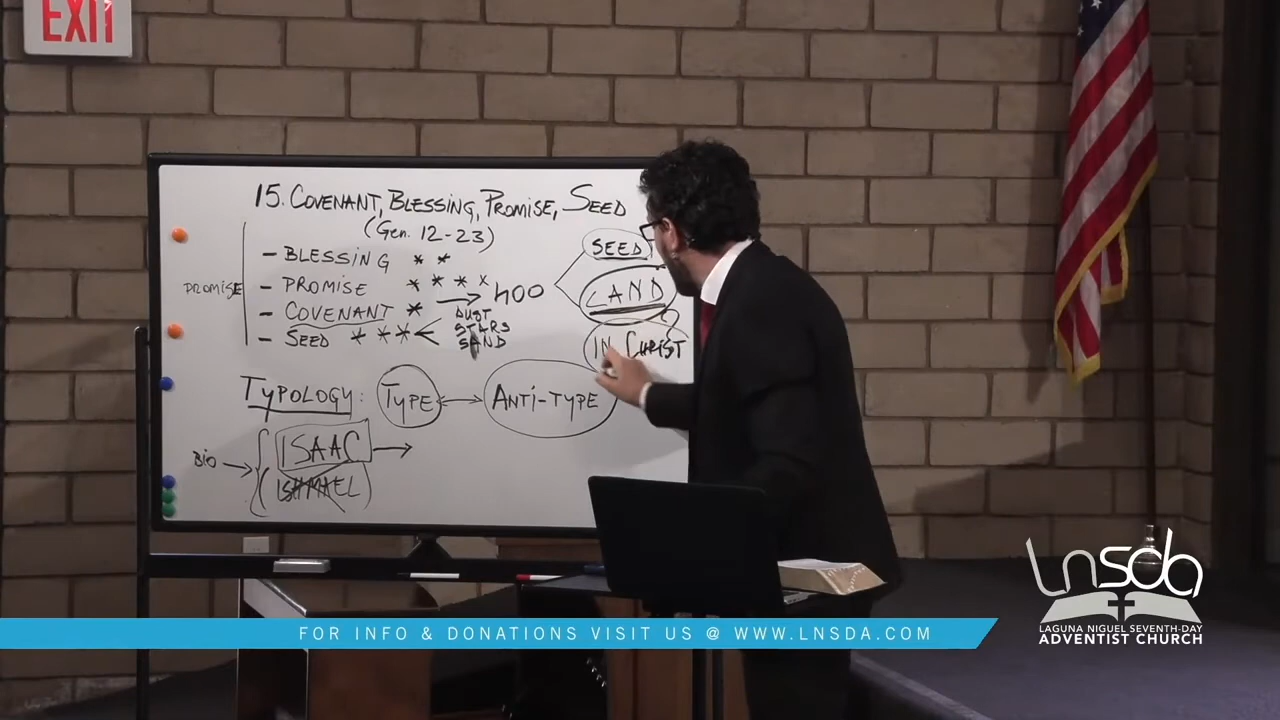 EXIT
15. COVENANT, BLESSING, PROMISE, SEED
(Gen. 12-23)
PROMISE
- BLESSING * *
- PROMISE * * * x
- COVENANT * → 400
- SEED * * * < DUST
STARS
SAND
SEED
LAND
IN CHRIST
TYPOLOGY: TYPE ↔ ANTI-TYPE
BIO → ISAAC →
ISHMAEL
LNSDA
LAGUNA NIGUEL SEVENTH-DAY
ADVENTIST CHURCH
FOR INFO & DONATIONS VISIT US @ WWW.LNSDA.COM